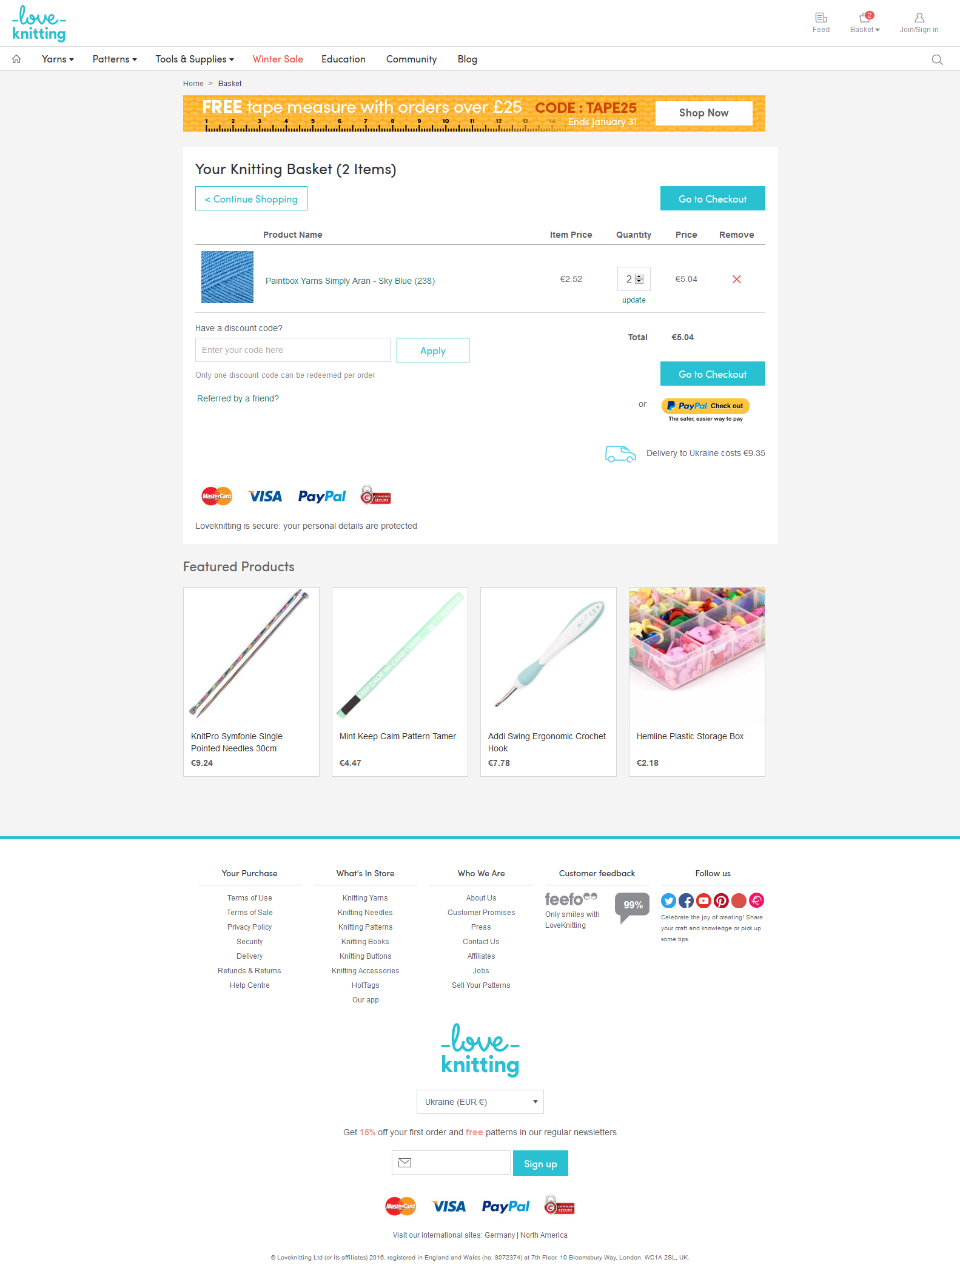 love
knitting
Feed
2
Basket
Join/Sign in
Yarns
Patterns
Tools & Supplies
Winter Sale
Education
Community
Blog
Home > Basket
FREE tape measure with orders over £25
CODE : TAPE25
Ends January 31
Shop Now
1 2 3 4 5 6 7 8 9 10 11 12 13 14
Your Knitting Basket (2 Items)
< Continue Shopping
Go to Checkout
Product Name Item Price Quantity Price Remove
Paintbox Yarns Simply Aran - Sky Blue (238) €2.52 2 €5.04
update
Have a discount code?
Total €5.04
Enter your code here
Apply
Only one discount code can be redeemed per order
Go to Checkout
Referred by a friend?
or
PayPal Check out
The safer, easier way to pay
Delivery to Ukraine costs €9.35
MasterCard VISA PayPal
Loveknitting is secure: your personal details are protected
Featured Products
KnitPro Symfonie Single
Pointed Needles 30cm
€9.24
Mint Keep Calm Pattern Tamer
€4.47
Addi Swing Ergonomic Crochet
Hook
€7.78
Hemline Plastic Storage Box
€2.18
Your Purchase
Terms of Use
Terms of Sale
Privacy Policy
Security
Delivery
Refunds & Returns
Help Centre
What's In Store
Knitting Yarns
Knitting Needles
Knitting Patterns
Knitting Books
Knitting Buttons
Knitting Accessories
HotTags
Our app
Who We Are
About Us
Customer Promises
Press
Contact Us
Affiliates
Jobs
Sell Your Patterns
Customer feedback
feefo
99%
Only smiles with
LoveKnitting
Follow us
Celebrate the joy of creating! Share
your craft and knowledge or pick up
some tips.
love
knitting
Ukraine (EUR €)
Get 15% off your first order and free patterns in our regular newsletters
Sign up
MasterCard VISA PayPal
Visit our international sites: Germany | North America
© Loveknitting Ltd (or its affiliates) 2016, registered in England and Wales (no. 8072374) at 7th Floor, 10 Bloomsbury Way, London, WC1A 2SL, UK.